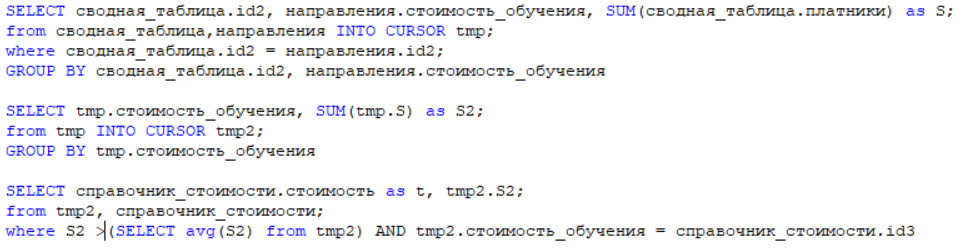 SELECT сводная_таблица.id2, направления.стоимость_обучения, SUM(сводная_таблица.платники) as S;
from сводная_таблица,направления INTO CURSOR tmp;
where сводная_таблица.id2 = направления.id2;
GROUP BY сводная_таблица.id2, направления.стоимость_обучения
SELECT tmp.стоимость_обучения, SUM(tmp.S) as S2;
from tmp INTO CURSOR tmp2;
GROUP BY tmp.стоимость_обучения
SELECT справочник_стоимости.стоимость as t, tmp2.S2;
from tmp2, справочник_стоимости;
where S2 >(SELECT avg(S2) from tmp2) AND tmp2.стоимость_обучения = справочник_стоимости.id3